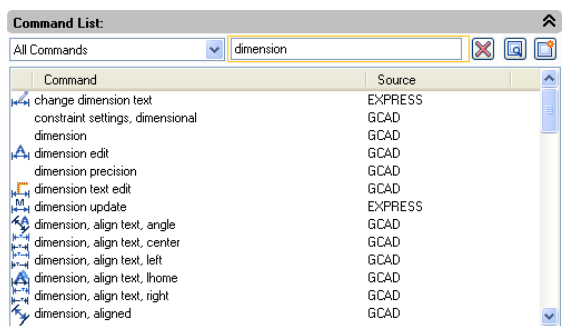 Command List:
All Commands dimension
Command Source
change dimension text EXPRESS
constraint settings, dimensional GCAD
dimension GCAD
dimension edit GCAD
dimension precision GCAD
dimension text edit GCAD
dimension update EXPRESS
dimension, align text, angle GCAD
dimension, align text, center GCAD
dimension, align text, left GCAD
dimension, align text, lhome GCAD
dimension, align text, right GCAD
dimension, aligned GCAD